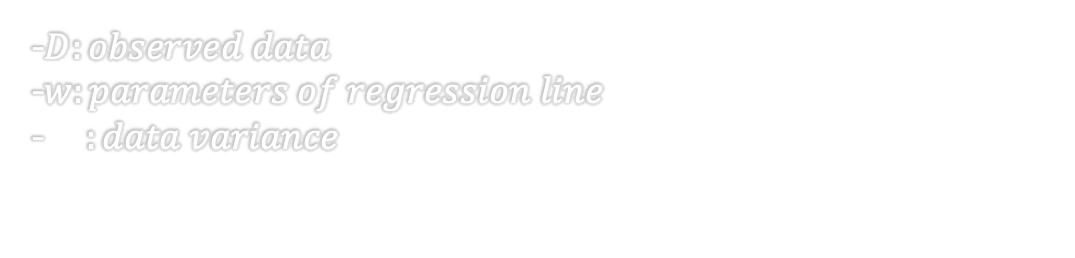 -D: observed data
-w: parameters of regression line
- : data variance